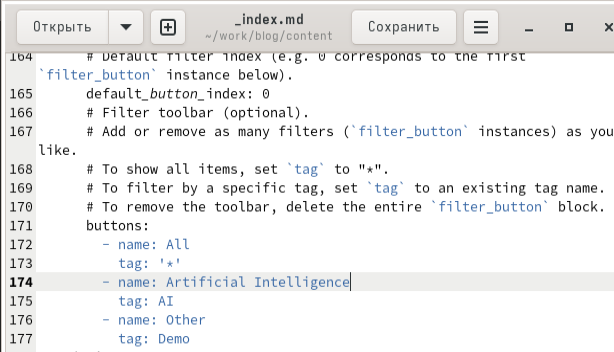 Открыть
_index.md
~/work/blog/content
Сохранить
164 # Default filter index (e.g. 0 corresponds to the first
`filter_button` instance below).
165 default_button_index: 0
166 # Filter toolbar (optional).
167 # Add or remove as many filters (`filter_button` instances) as you
like.
168 # To show all items, set `tag` to "*".
169 # To filter by a specific tag, set `tag` to an existing tag name.
170 # To remove the toolbar, delete the entire `filter_button` block.
171 buttons:
172 - name: All
173 tag: '*'
174 - name: Artificial Intelligence
175 tag: AI
176 - name: Other
177 tag: Demo